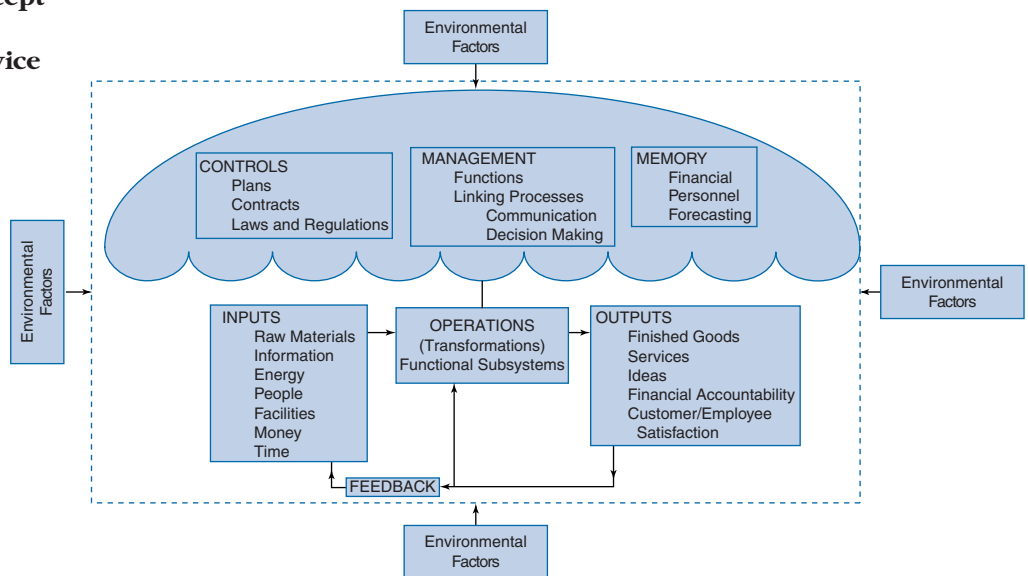 Environmental
Factors
CONTROLS
Plans
Contracts
Laws and Regulations
MANAGEMENT
Functions
Linking Processes
Communication
Decision Making
MEMORY
Financial
Personnel
Forecasting
Environmental
Factors
Environmental
Factors
INPUTS
Raw Materials
Information
Energy
People
Facilities
Money
Time
OPERATIONS
(Transformations)
Functional Subsystems
OUTPUTS
Finished Goods
Services
Ideas
Financial Accountability
Customer/Employee
Satisfaction
FEEDBACK
Environmental
Factors